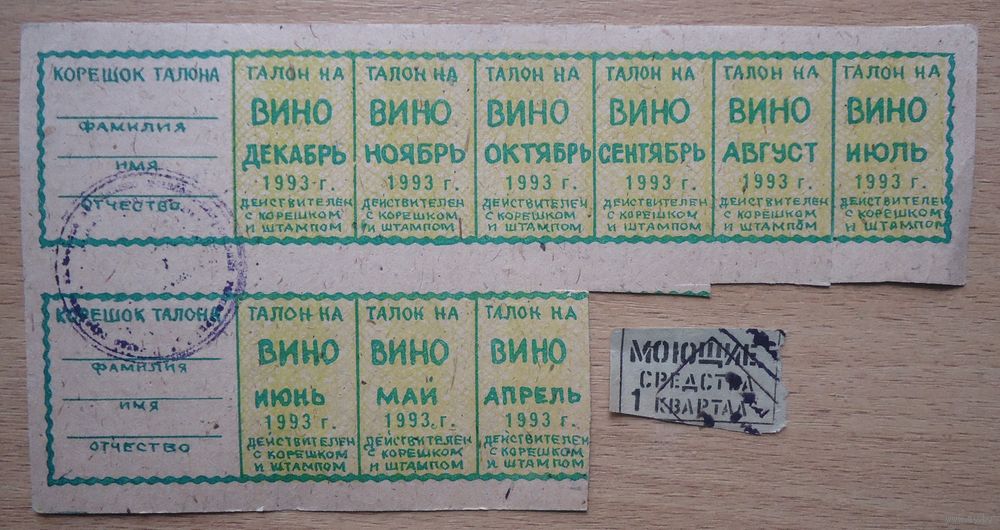 КОРЕШОК ТАЛОНА
ФАМИЛИЯ
ИМЯ
ОТЧЕСТВО
ТАЛОН НА
ВИНО
ДЕКАБРЬ
1993 г.
ДЕЙСТВИТЕЛЕН
С КОРЕШКОМ
И ШТАМПОМ
ТАЛОН НА
ВИНО
НОЯБРЬ
1993 г.
ДЕЙСТВИТЕЛЕН
С КОРЕШКОМ
И ШТАМПОМ
ТАЛОН НА
ВИНО
ОКТЯБРЬ
1993 г.
ДЕЙСТВИТЕЛЕН
С КОРЕШКОМ
И ШТАМПОМ
ТАЛОН НА
ВИНО
СЕНТЯБРЬ
1993 г.
ДЕЙСТВИТЕЛЕН
С КОРЕШКОМ
И ШТАМПОМ
ТАЛОН НА
ВИНО
АВГУСТ
1993 г.
ДЕЙСТВИТЕЛЕН
С КОРЕШКОМ
И ШТАМПОМ
ТАЛОН НА
ВИНО
ИЮЛЬ
1993 г.
ДЕЙСТВИТЕЛЕН
С КОРЕШКОМ
И ШТАМПОМ
КОРЕШОК ТАЛОНА
ФАМИЛИЯ
ИМЯ
ОТЧЕСТВО
ТАЛОН НА
ВИНО
ИЮНЬ
1993 г.
ДЕЙСТВИТЕЛЕН
С КОРЕШКОМ
И ШТАМПОМ
ТАЛОН НА
ВИНО
МАЙ
1993 г.
ДЕЙСТВИТЕЛЕН
С КОРЕШКОМ
И ШТАМПОМ
ТАЛОН НА
ВИНО
АПРЕЛЬ
1993 г.
ДЕЙСТВИТЕЛЕН
С КОРЕШКОМ
И ШТАМПОМ
МОЮЩИЕ
СРЕДСТВА
1 КВАРТАЛ